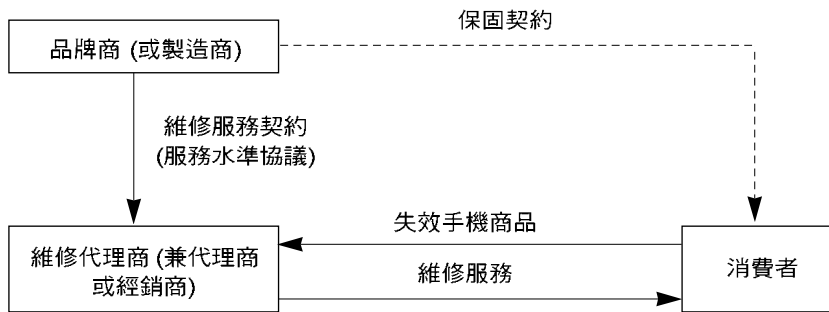 保固契約
品牌商 (或製造商)
維修服務契約
(服務水準協議)
失效手機商品
維修代理商 (兼代理商
或經銷商)
維修服務
消費者